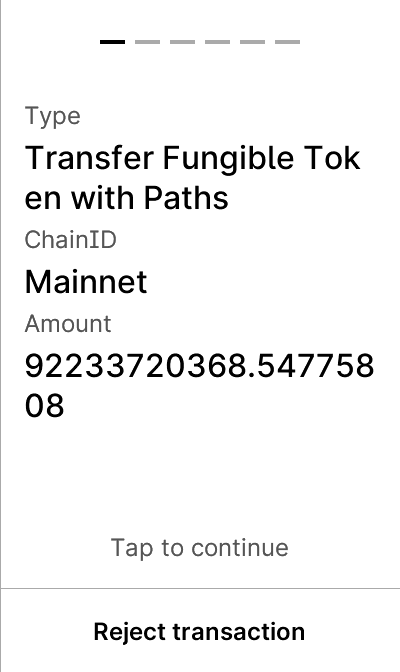 Type
Transfer Fungible Tok
en with Paths
ChainID
Mainnet
Amount
92233720368.547758
08
Tap to continue
Reject transaction